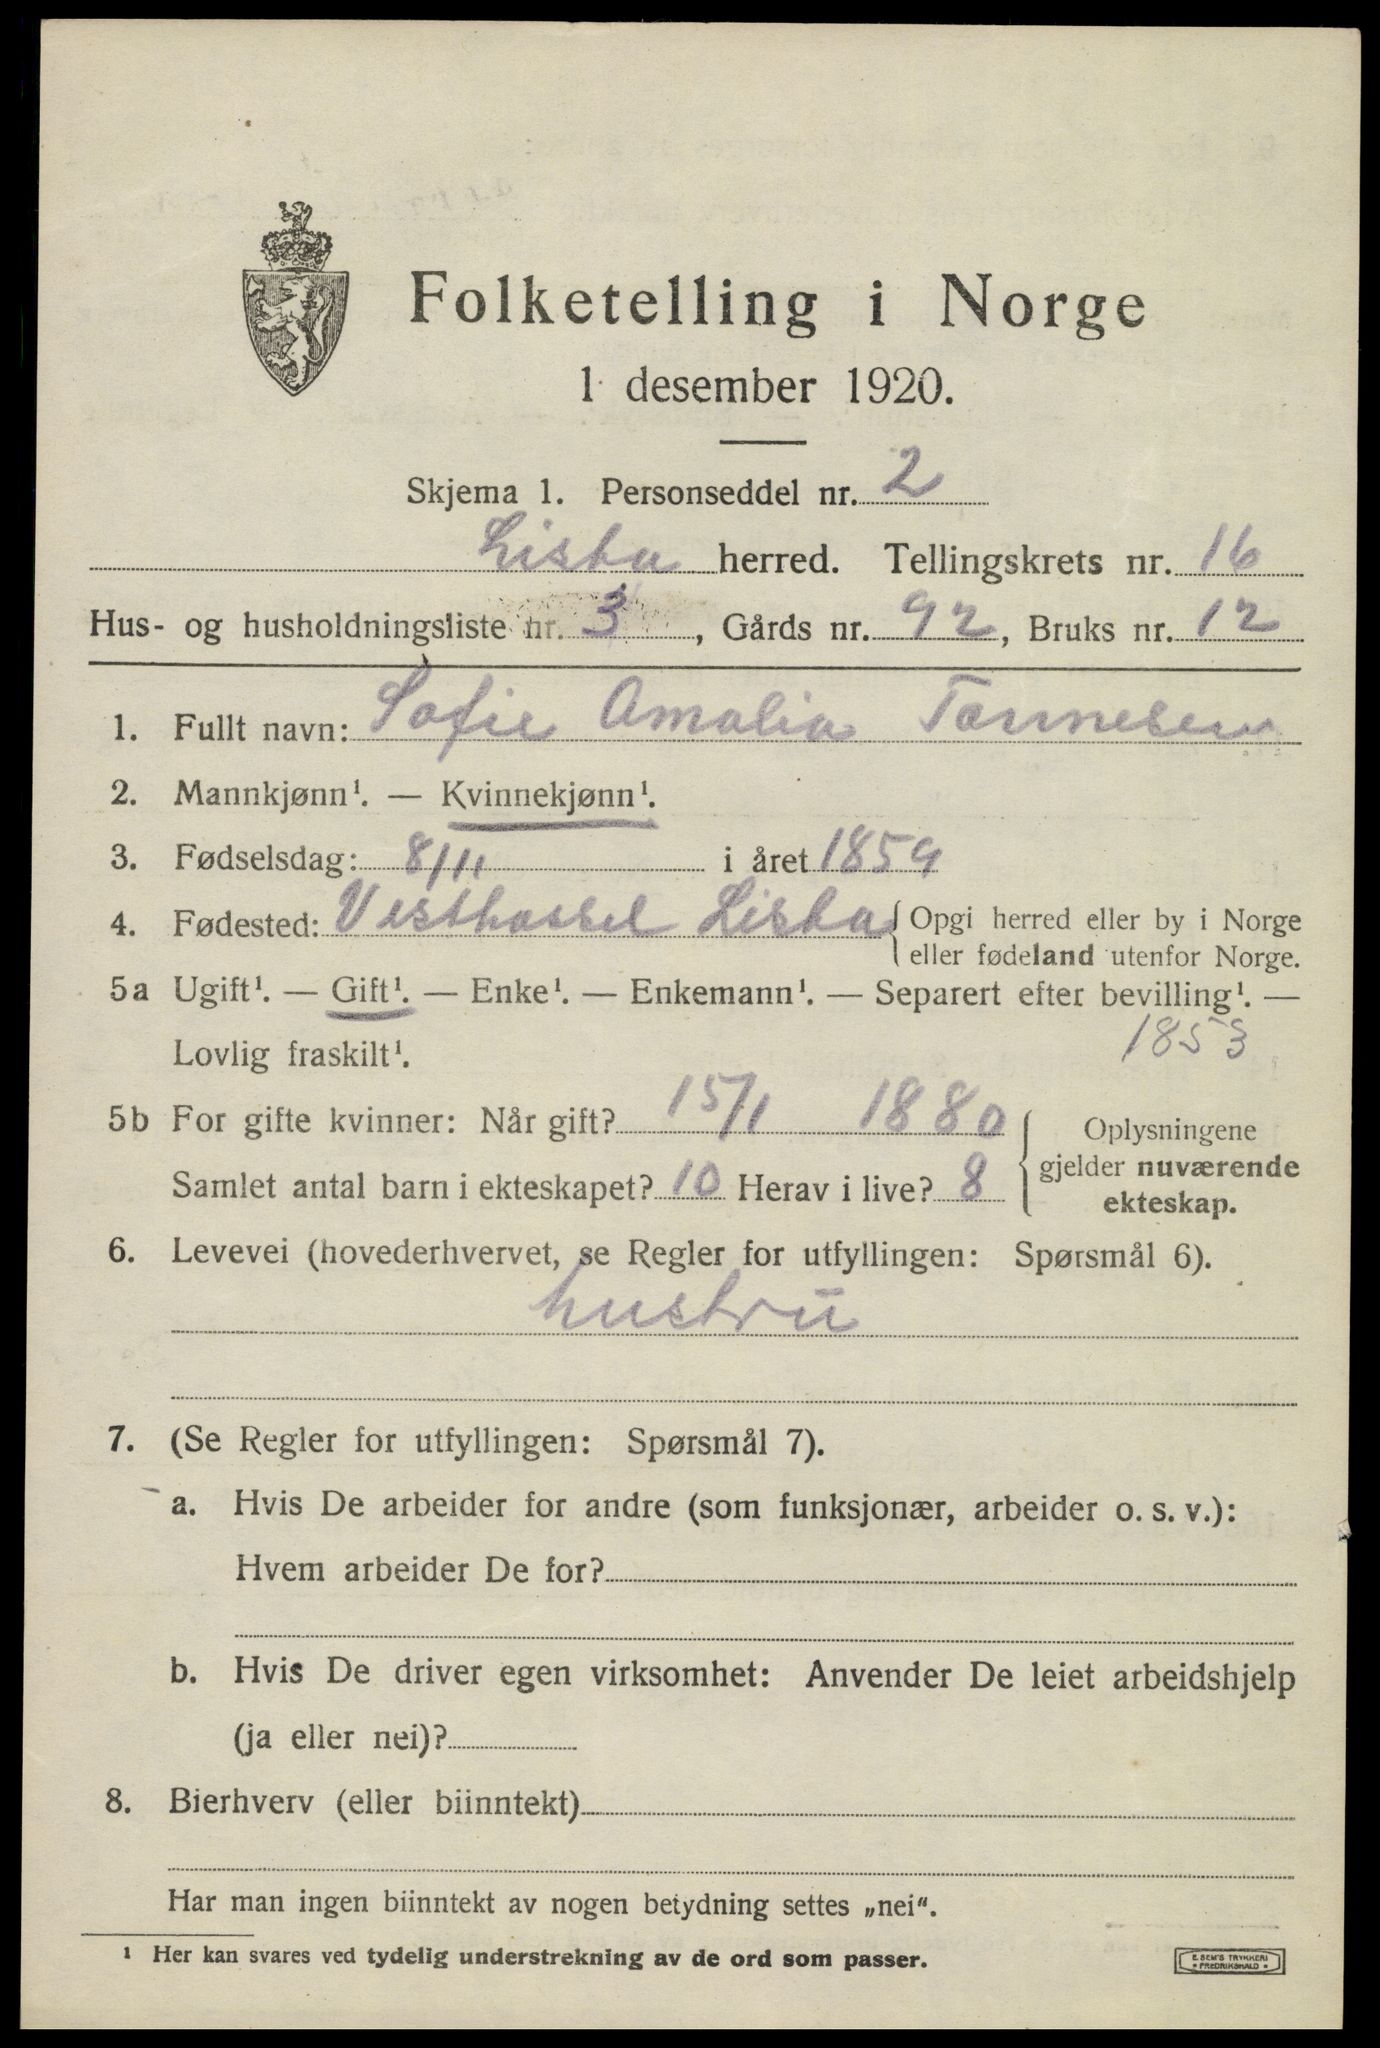 Folketelling i Norge
1 desember 1920.
Skjema 1. Personseddel nr. 2
Lista herred. Tellingskrets nr. 16
Hus- og husholdningsliste nr. 3, Gårds nr. 92, Bruks nr. 12
1. Fullt navn: Sofie Amalia Tønnesen
2. Mannkjønn¹. — Kvinnekjønn¹.
3. Fødselsdag: 8/11 i året 1859
4. Fødested: Vesthassel Lista { Opgi herred eller by i Norge
eller fødeland utenfor Norge.
5a Ugift¹. — Gift¹. — Enke¹. — Enkemann¹. — Separert efter bevilling¹. —
Lovlig fraskilt¹. 1853
5b For gifte kvinner: Når gift? 15/1 1880
Samlet antal barn i ekteskapet? 10 Herav i live? 8
} Oplysningene
gjelder nuværende
ekteskap.
6. Levevei (hovederhvervet, se Regler for utfyllingen: Spørsmål 6).
hustru
7. (Se Regler for utfyllingen: Spørsmål 7).
a. Hvis De arbeider for andre (som funksjonær, arbeider o. s. v.):
Hvem arbeider De for?
b. Hvis De driver egen virksomhet: Anvender De leiet arbeidshjelp
(ja eller nei)?
8. Bierhverv (eller biinntekt)
Har man ingen biinntekt av nogen betydning settes „nei“.
¹ Her kan svares ved tydelig understrekning av de ord som passer.
E. SEM'S TRYKKERI
FREDRIKSHALD